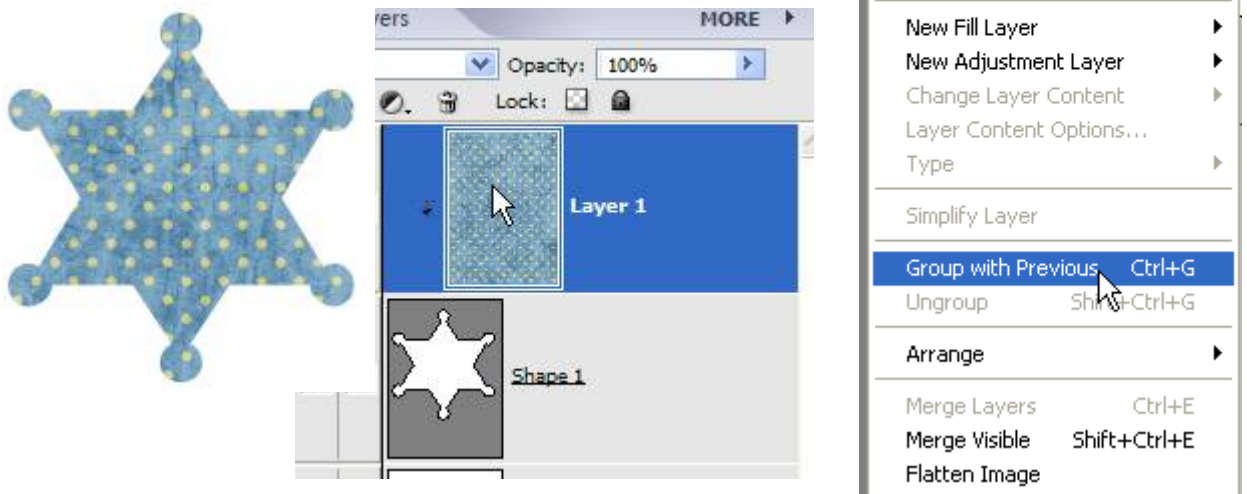 yers MORE
Opacity: 100%
Lock:
Layer 1
Shape 1
New Fill Layer
New Adjustment Layer
Change Layer Content
Layer Content Options...
Type
Simplify Layer
Group with Previous Ctrl+G
Ungroup Shift+Ctrl+G
Arrange
Merge Layers Ctrl+E
Merge Visible Shift+Ctrl+E
Flatten Image